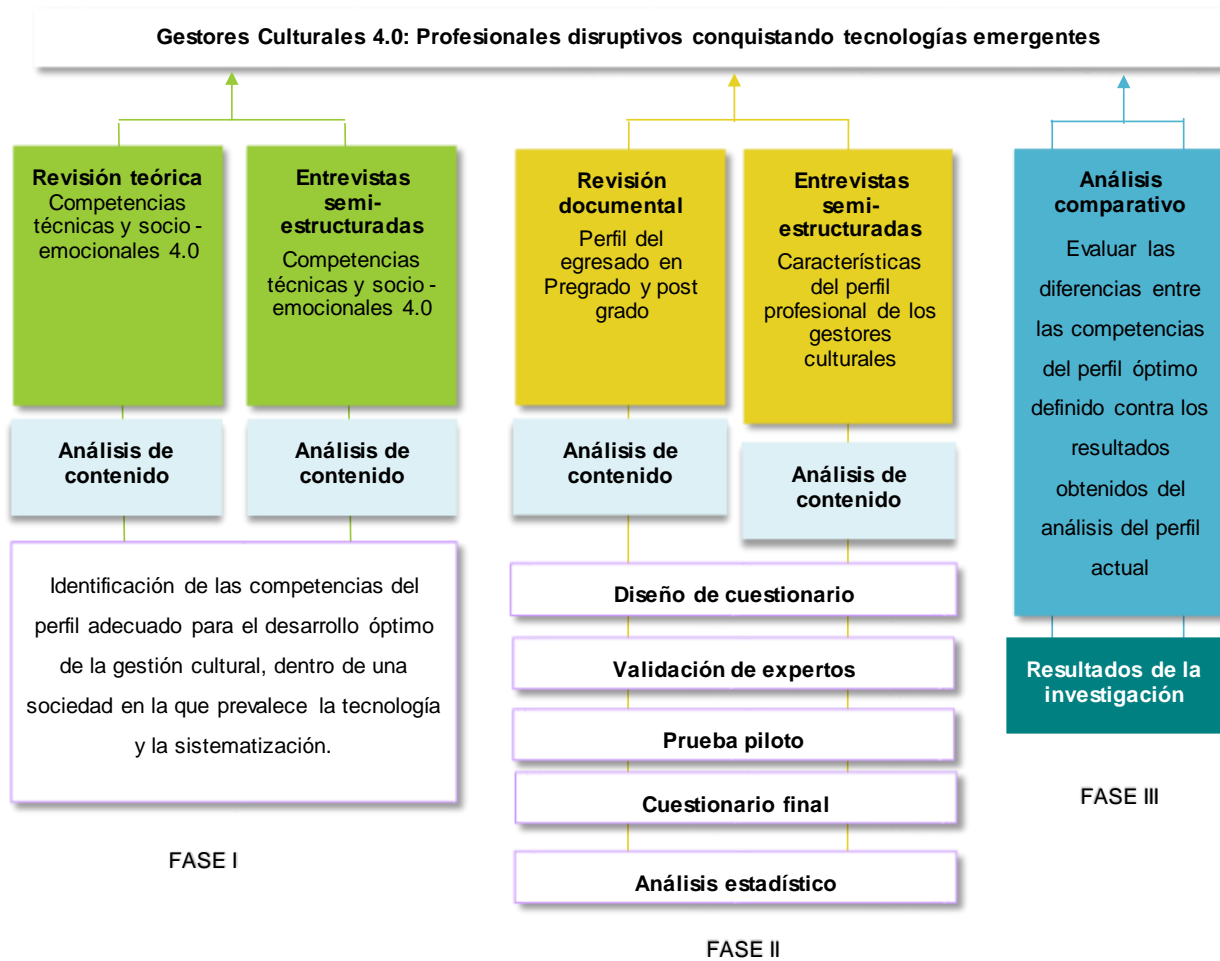 Gestores Culturales 4.0: Profesionales disruptivos conquistando tecnologías emergentes
Revisión teórica
Competencias
técnicas y socio -
emocionales 4.0
Entrevistas
semi-
estructuradas
Competencias
técnicas y socio -
emocionales 4.0
Análisis de
contenido
Análisis de
contenido
Identificación de las competencias del
perfil adecuado para el desarrollo óptimo
de la gestión cultural, dentro de una
sociedad en la que prevalece la tecnología
y la sistematización.
FASE I
Revisión
documental
Perfil del
egresado en
Pregrado y post
grado
Entrevistas
semi-
estructuradas
Características
del perfil
profesional de los
gestores
culturales
Análisis de
contenido
Análisis de
contenido
Diseño de cuestionario
Validación de expertos
Prueba piloto
Cuestionario final
Análisis estadístico
FASE II
Análisis
comparativo
Evaluar las
diferencias entre
las competencias
del perfil óptimo
definido contra los
resultados
obtenidos del
análisis del perfil
actual
Resultados de la
investigación
FASE III